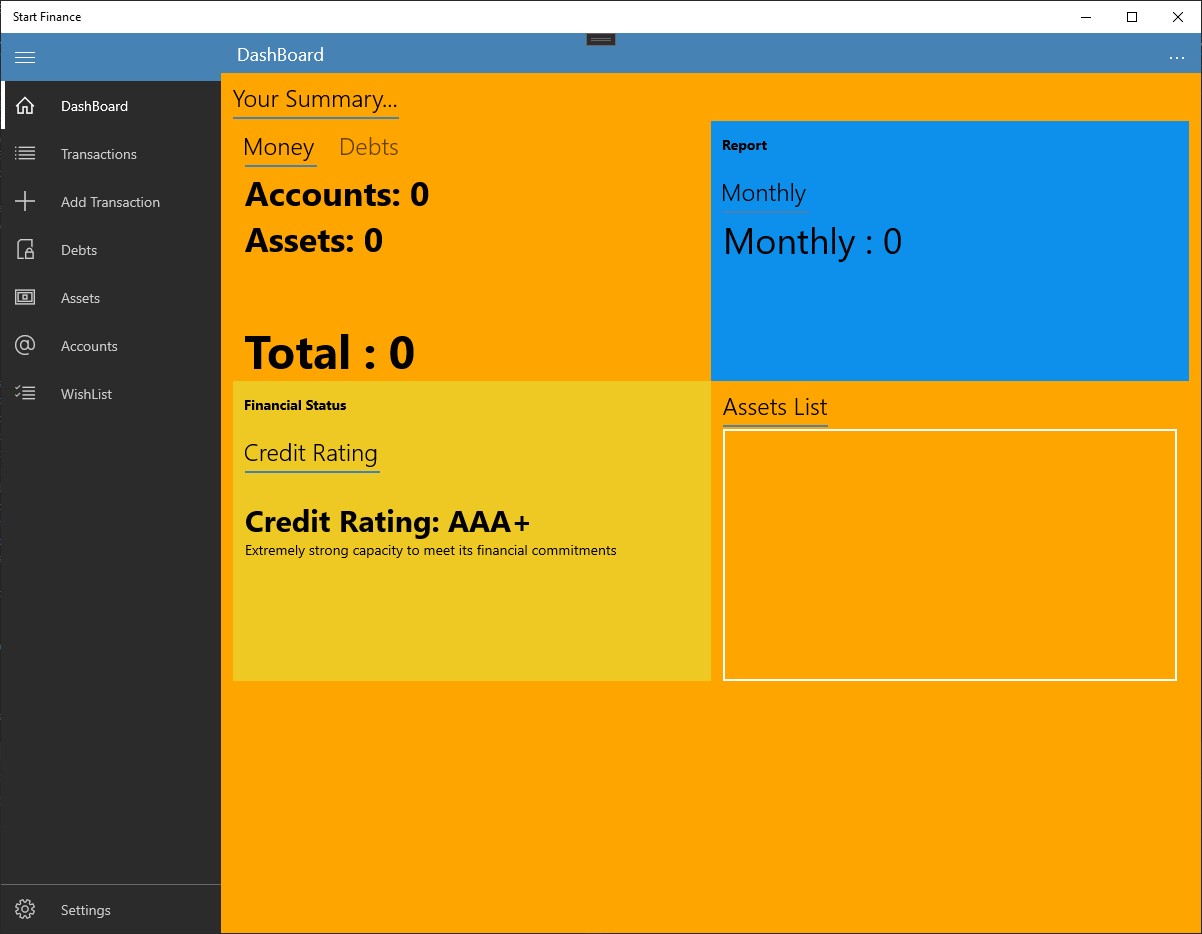 Start Finance
DashBoard
DashBoard
Transactions
Add Transaction
Debts
Assets
Accounts
WishList
Settings
Your Summary...
Money Debts
Accounts: 0
Assets: 0
Total : 0
Report
Monthly
Monthly : 0
Financial Status
Credit Rating
Credit Rating: AAA+
Extremely strong capacity to meet its financial commitments
Assets List